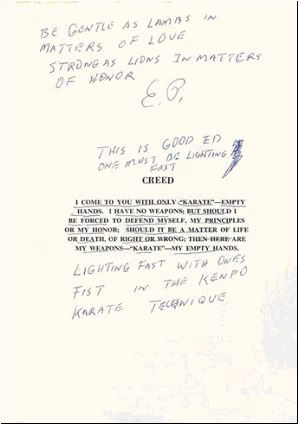 BE GENTLE AS LAMBS IN
MATTERS OF LOVE
STRONG AS LIONS IN MATTERS
OF HONOR
E.P.
THIS IS GOOD ED
ONE MUST BE LIGHTING
FAST
CREED
I COME TO YOU WITH ONLY “KARATE”—EMPTY
HANDS. I HAVE NO WEAPONS; BUT SHOULD I
BE FORCED TO DEFEND MYSELF, MY PRINCIPLES
OR MY HONOR; SHOULD IT BE A MATTER OF LIFE
OR DEATH, OF RIGHT OR WRONG; THEN HERE ARE
MY WEAPONS—“KARATE”—MY EMPTY HANDS.
LIGHTING FAST WITH ONES
FIST IN THE KENPO
KARATE TECHNIQUE